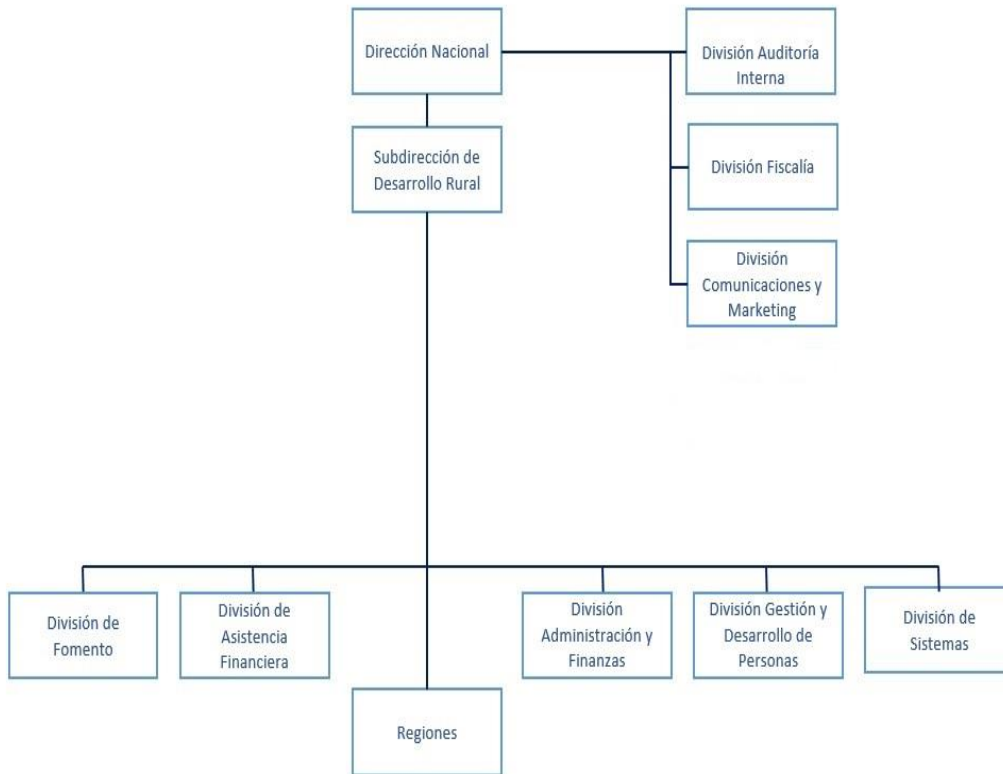 Dirección Nacional
División Auditoría
Interna
Subdirección de
Desarrollo Rural
División Fiscalía
División
Comunicaciones y
Marketing
División de
Fomento
División de
Asistencia
Financiera
División
Administración y
Finanzas
División Gestión y
Desarrollo de
Personas
División de
Sistemas
Regiones